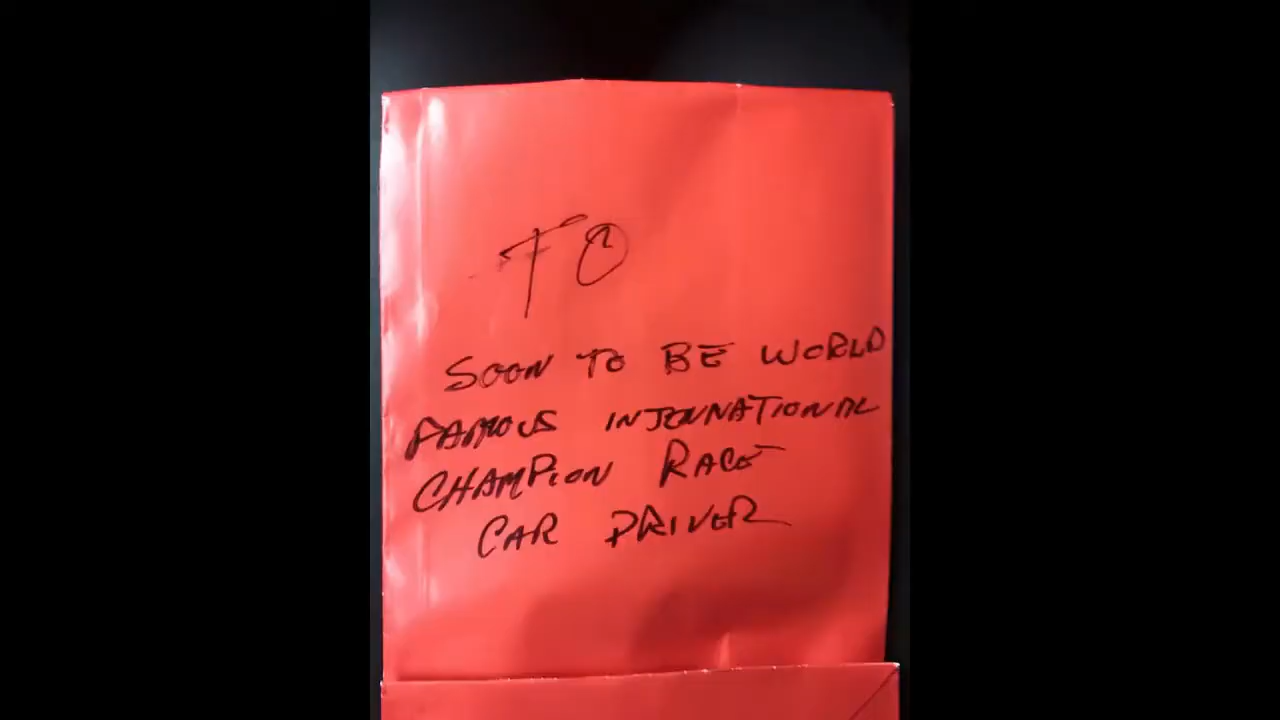 TO
SOON TO BE WORLD
FAMOUS INTERNATIONAL
CHAMPION RACE
CAR DRIVER